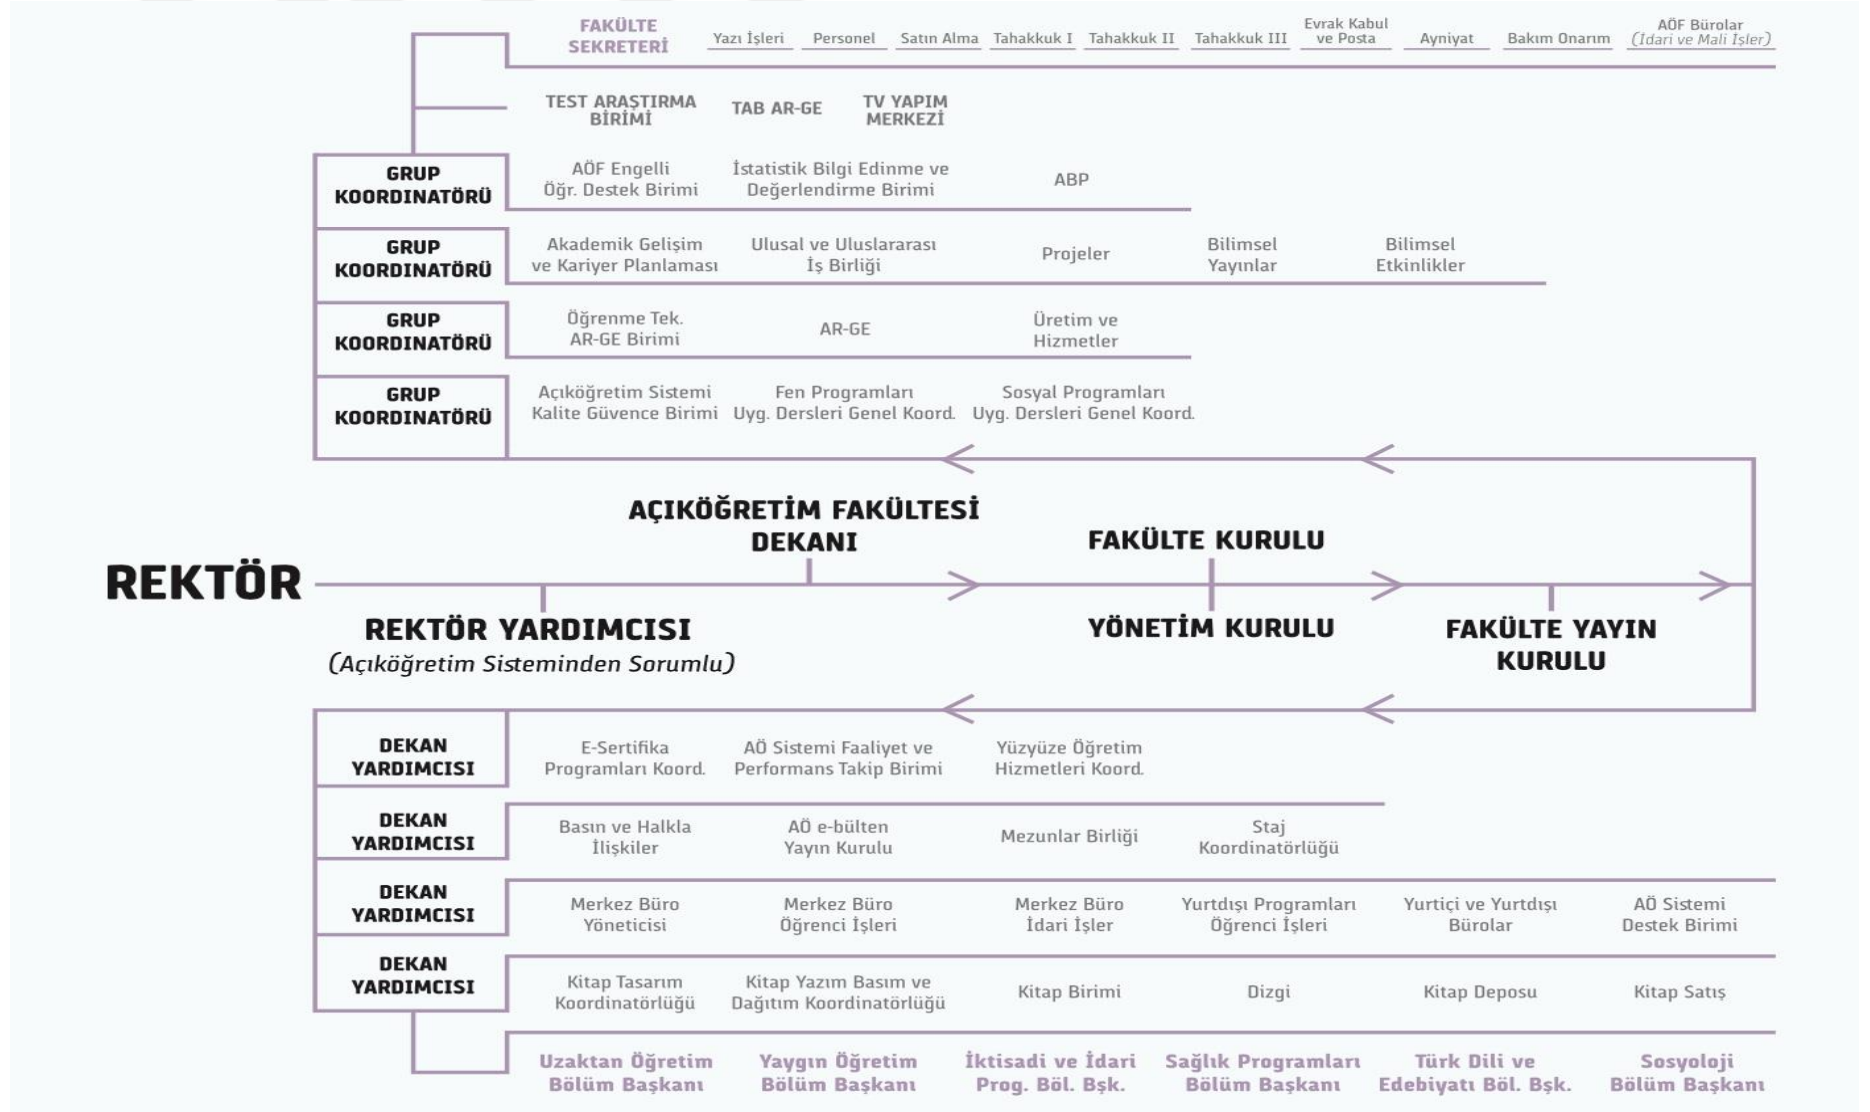 FAKÜLTE
SEKRETERİ
Yazı İşleri
Personel
Satın Alma
Tahakkuk I
Tahakkuk II
Tahakkuk III
Evrak Kabul
ve Posta
Ayniyat
Bakım Onarım
AÖF Bürolar
(İdari ve Mali İşler)
TEST ARAŞTIRMA
BİRİMİ
TAB AR-GE
TV YAPIM
MERKEZİ
GRUP
KOORDINATÖRÜ
AÖF Engelli
Öğr. Destek Birimi
İstatistik Bilgi Edinme ve
Değerlendirme Birimi
ABP
GRUP
KOORDINATÖRÜ
Akademik Gelişim
ve Kariyer Planlaması
Ulusal ve Uluslararası
İş Birliği
Projeler
Bilimsel
Yayınlar
Bilimsel
Etkinlikler
GRUP
KOORDINATÖRÜ
Öğrenme Tek.
AR-GE Birimi
AR-GE
Üretim ve
Hizmetler
GRUP
KOORDINATÖRÜ
Açıköğretim Sistemi
Kalite Güvence Birimi
Fen Programları
Uyg. Dersleri Genel Koord.
Sosyal Programları
Uyg. Dersleri Genel Koord.
AÇIKÖĞRETİM FAKÜLTESİ
DEKANI
FAKÜLTE KURULU
REKTÖR
REKTÖR YARDIMCISI
(Açıköğretim Sisteminden Sorumlu)
YÖNETİM KURULU
FAKÜLTE YAYIN
KURULU
DEKAN
YARDIMCISI
E-Sertifika
Programları Koord.
AÖ Sistemi Faaliyet ve
Performans Takip Birimi
Yüzyüze Öğretim
Hizmetleri Koord.
DEKAN
YARDIMCISI
Basın ve Halkla
İlişkiler
AÖ e-bülten
Yayın Kurulu
Mezunlar Birliği
Staj
Koordinatörlüğü
DEKAN
YARDIMCISI
Merkez Büro
Yöneticisi
Merkez Büro
Öğrenci İşleri
Merkez Büro
İdari İşler
Yurtdışı Programları
Öğrenci İşleri
Yurtiçi ve Yurtdışı
Bürolar
AÖ Sistemi
Destek Birimi
DEKAN
YARDIMCISI
Kitap Tasarım
Koordinatörlüğü
Kitap Yazım Basım ve
Dağıtım Koordinatörlüğü
Kitap Birimi
Dizgi
Kitap Deposu
Kitap Satış
Uzaktan Öğretim
Bölüm Başkanı
Yaygın Öğretim
Bölüm Başkanı
İktisadi ve İdari
Prog. Böl. Bşk.
Sağlık Programları
Bölüm Başkanı
Türk Dili ve
Edebiyatı Böl. Bşk.
Sosyoloji
Bölüm Başkanı